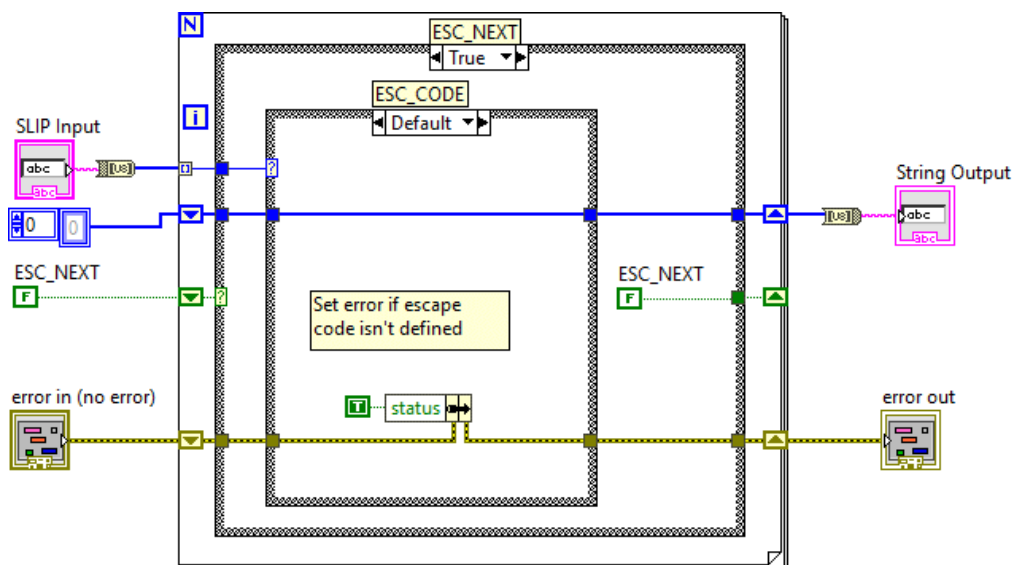 N
ESC_NEXT
True
ESC_CODE
Default
i
SLIP Input
abc
abc
[U8]
[ ]
?
0
0
String Output
[U8]
abc
abc
ESC_NEXT
F
?
Set error if escape
code isn't defined
ESC_NEXT
F
T
status
error in (no error)
error out